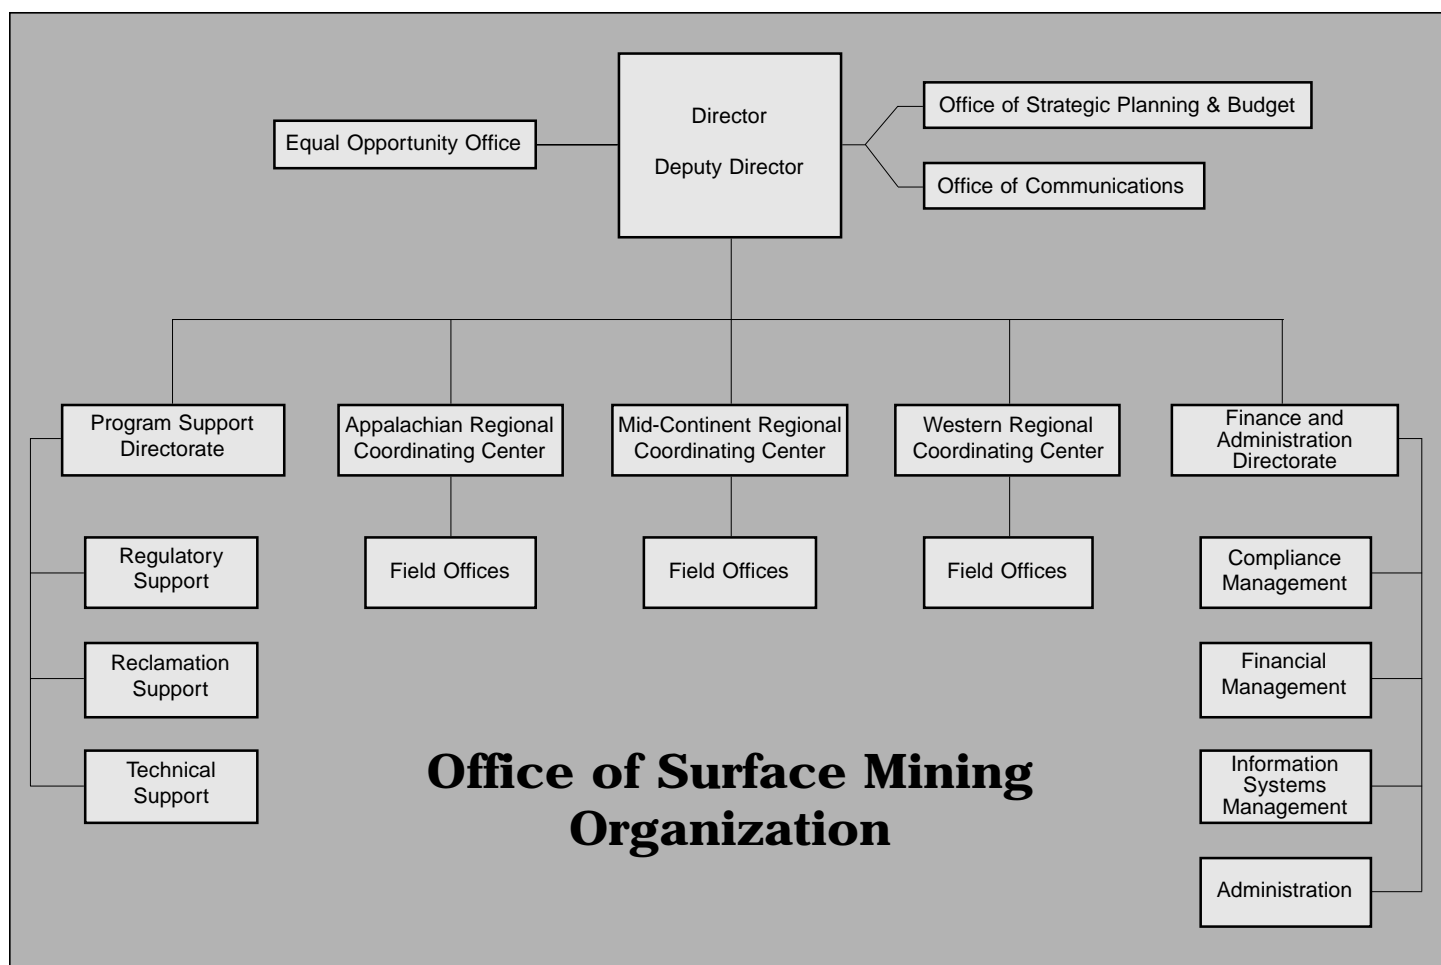 Director
Deputy Director
Equal Opportunity Office
Office of Strategic Planning & Budget
Office of Communications
Program Support
Directorate
Appalachian Regional
Coordinating Center
Mid-Continent Regional
Coordinating Center
Western Regional
Coordinating Center
Finance and
Administration
Directorate
Regulatory
Support
Reclamation
Support
Technical
Support
Field Offices
Field Offices
Field Offices
Compliance
Management
Financial
Management
Information
Systems
Management
Administration
Office of Surface Mining
Organization